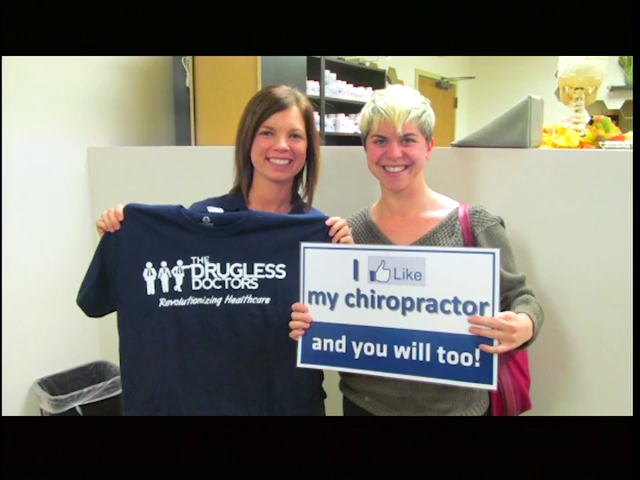 THE
DRUGLESS
DOCTORS
Revolutionizing Healthcare
I Like
my chiropractor
and you will too!